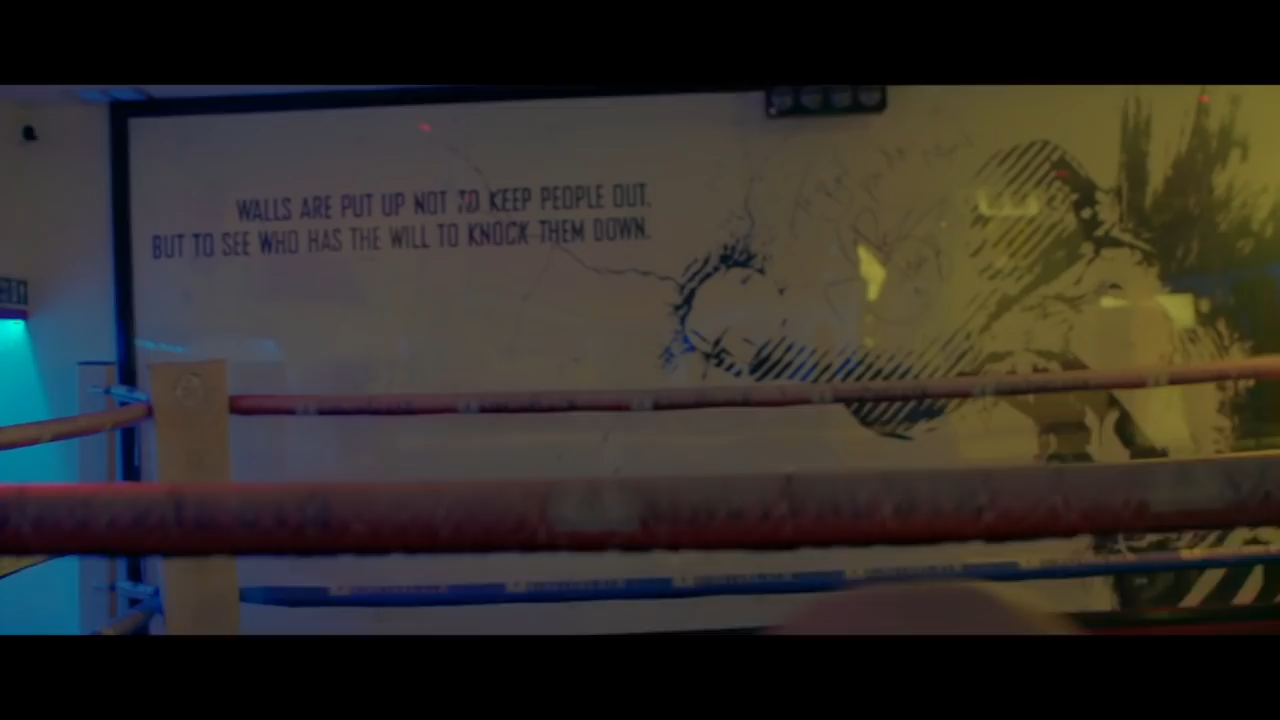 WALLS ARE PUT UP NOT TO KEEP PEOPLE OUT.
BUT TO SEE WHO HAS THE WILL TO KNOCK THEM DOWN.